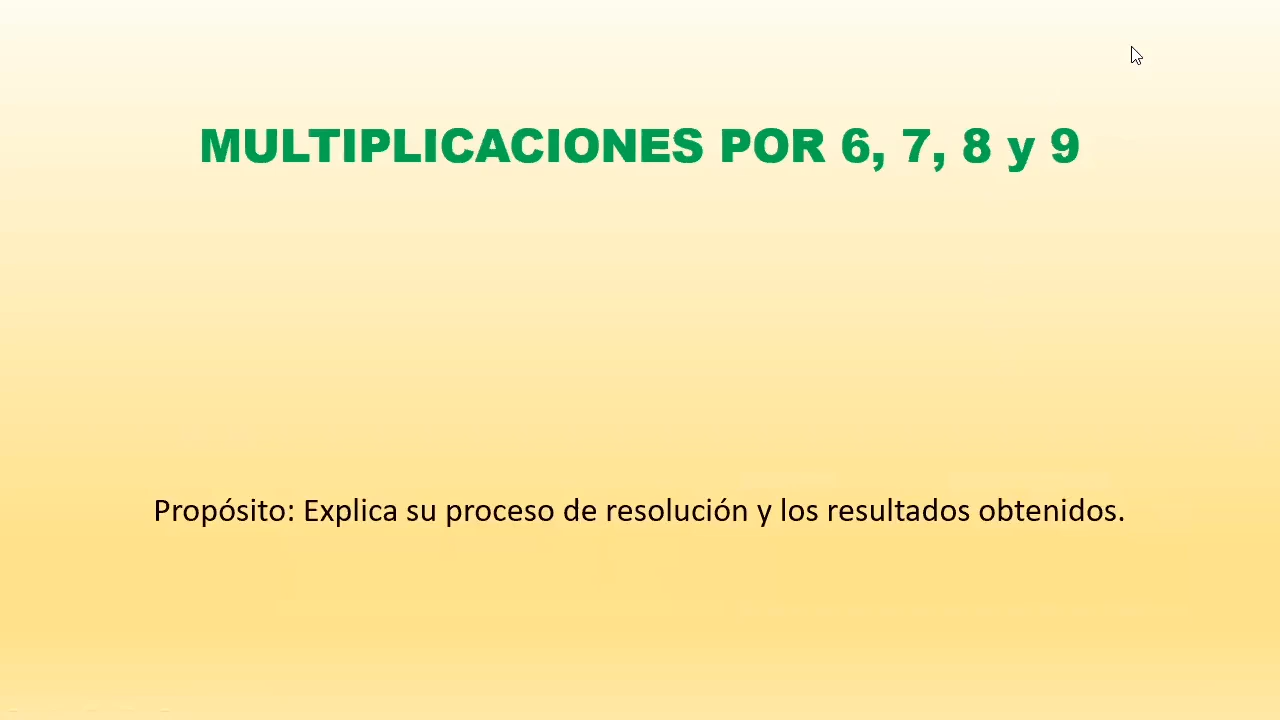 MULTIPLICACIONES POR 6, 7, 8 y 9
Propósito: Explica su proceso de resolución y los resultados obtenidos.